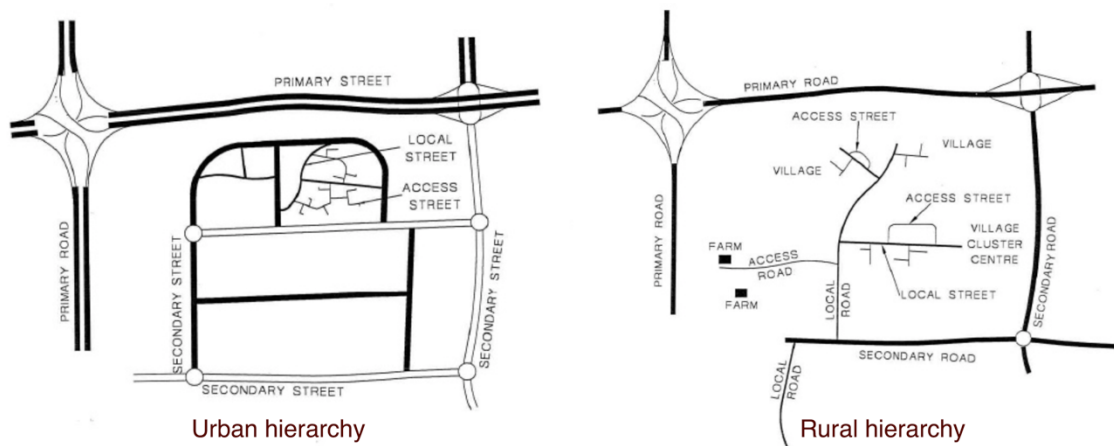 PRIMARY STREET
LOCAL
STREET
ACCESS
STREET
PRIMARY ROAD
SECONDARY STREET
SECONDARY STREET
SECONDARY STREET
Urban hierarchy
PRIMARY ROAD
ACCESS STREET
VILLAGE
VILLAGE
ACCESS STREET
VILLAGE
CLUSTER
CENTRE
PRIMARY ROAD
FARM
ACCESS
ROAD
FARM
LOCAL
ROAD
LOCAL STREET
SECONDARY ROAD
SECONDARY ROAD
LOCAL
ROAD
Rural hierarchy